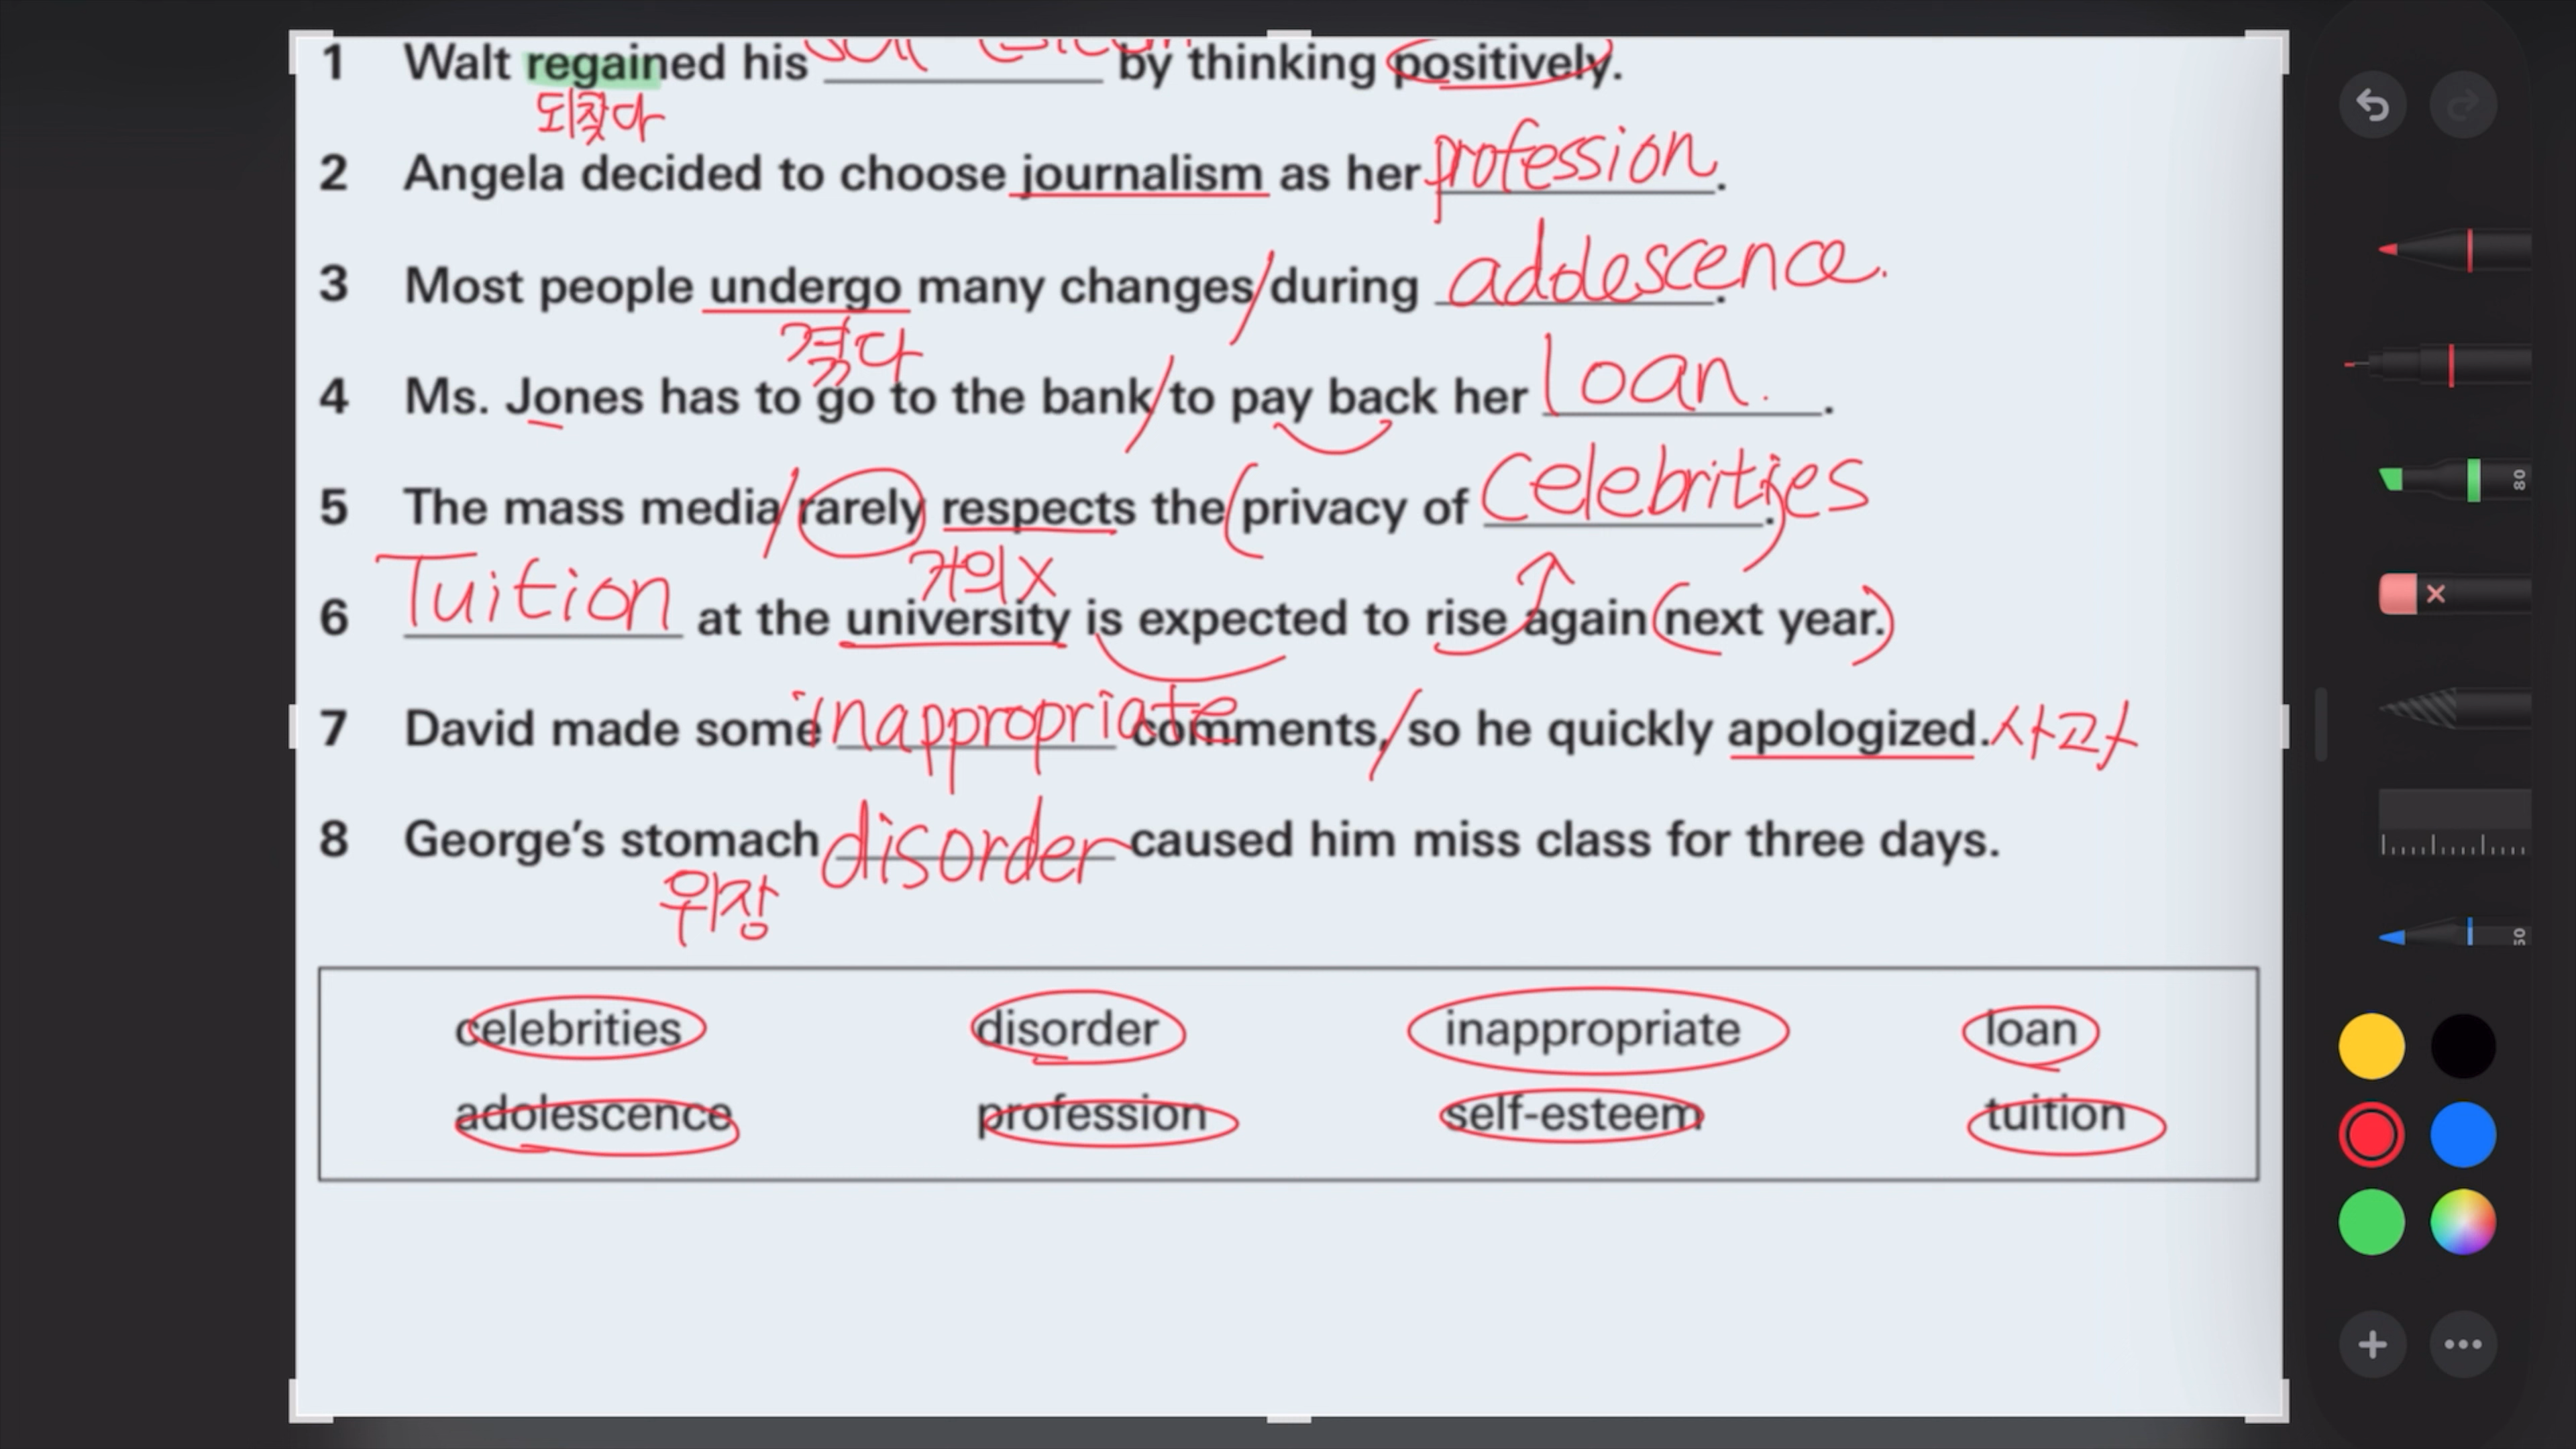 1 Walt regained his by thinking positively.
되찾다
2 Angela decided to choose journalism as her profession.
3 Most people undergo many changes/during adolescence.
겪다
4 Ms. Jones has to go to the bank/to pay back her loan.
5 The mass media/rarely respects the (privacy of celebrities.)
거의X
6 Tuition at the university is expected to rise again (next year.)
7 David made some inappropriate comments,/so he quickly apologized. 사과
8 George's stomach disorder caused him miss class for three days.
위장
celebrities disorder inappropriate loan
adolescence profession self-esteem tuition
80
50